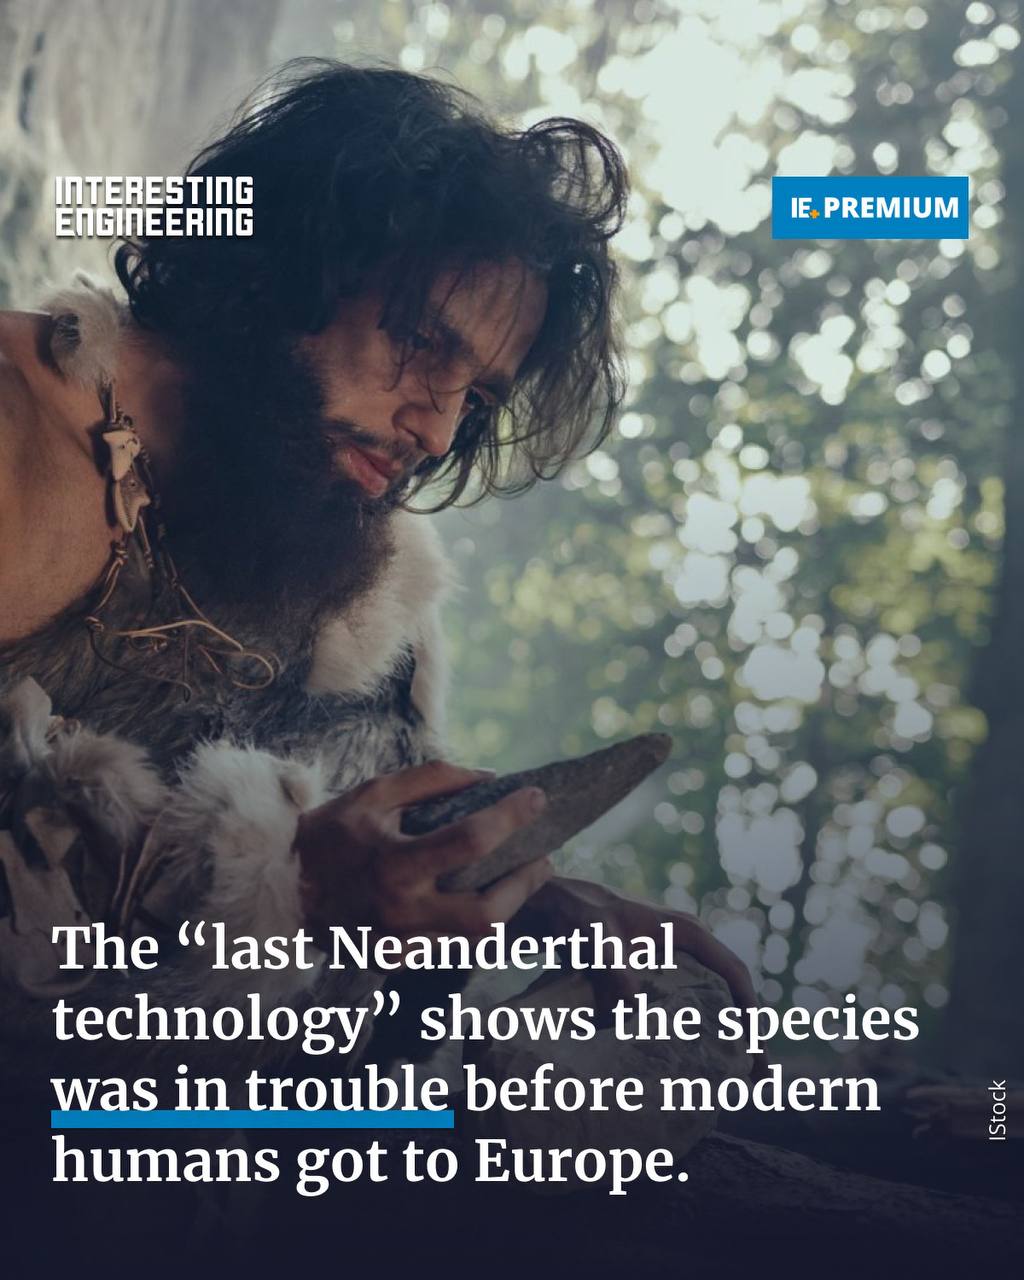 INTERESTING
ENGINEERING
IE+ PREMIUM
The “last Neanderthal
technology” shows the species
was in trouble before modern
humans got to Europe.
IStock